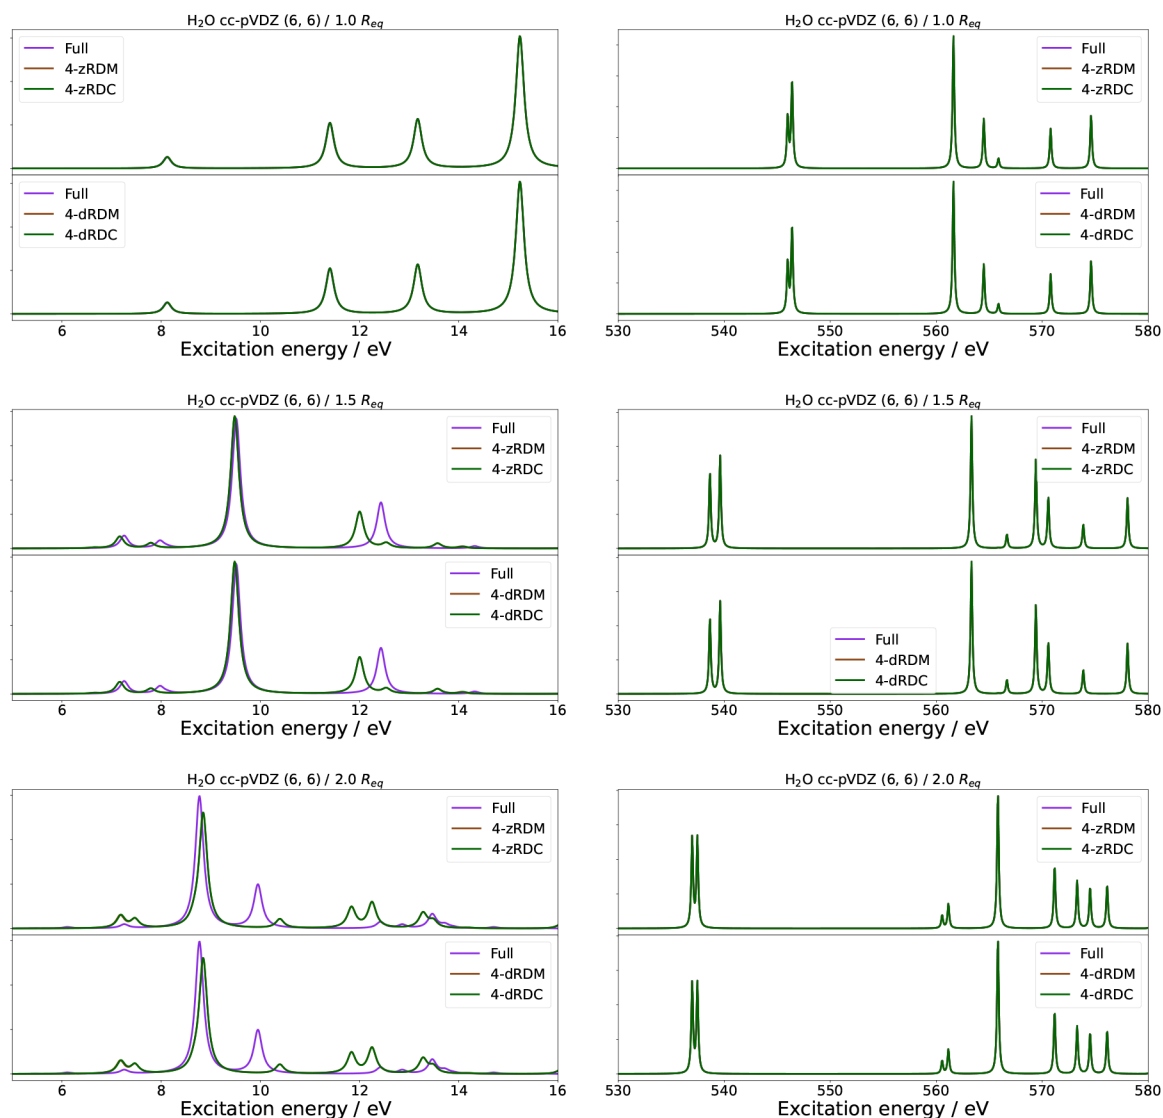 H₂O cc-pVDZ (6, 6) / 1.0 R_eq
Full
4-zRDM
4-zRDC
Full
4-dRDM
4-dRDC
6 8 10 12 14 16
Excitation energy / eV
H₂O cc-pVDZ (6, 6) / 1.0 R_eq
Full
4-zRDM
4-zRDC
Full
4-dRDM
4-dRDC
530 540 550 560 570 580
Excitation energy / eV
H₂O cc-pVDZ (6, 6) / 1.5 R_eq
Full
4-zRDM
4-zRDC
Full
4-dRDM
4-dRDC
6 8 10 12 14 16
Excitation energy / eV
H₂O cc-pVDZ (6, 6) / 1.5 R_eq
Full
4-zRDM
4-zRDC
Full
4-dRDM
4-dRDC
530 540 550 560 570 580
Excitation energy / eV
H₂O cc-pVDZ (6, 6) / 2.0 R_eq
Full
4-zRDM
4-zRDC
Full
4-dRDM
4-dRDC
6 8 10 12 14 16
Excitation energy / eV
H₂O cc-pVDZ (6, 6) / 2.0 R_eq
Full
4-zRDM
4-zRDC
Full
4-dRDM
4-dRDC
530 540 550 560 570 580
Excitation energy / eV